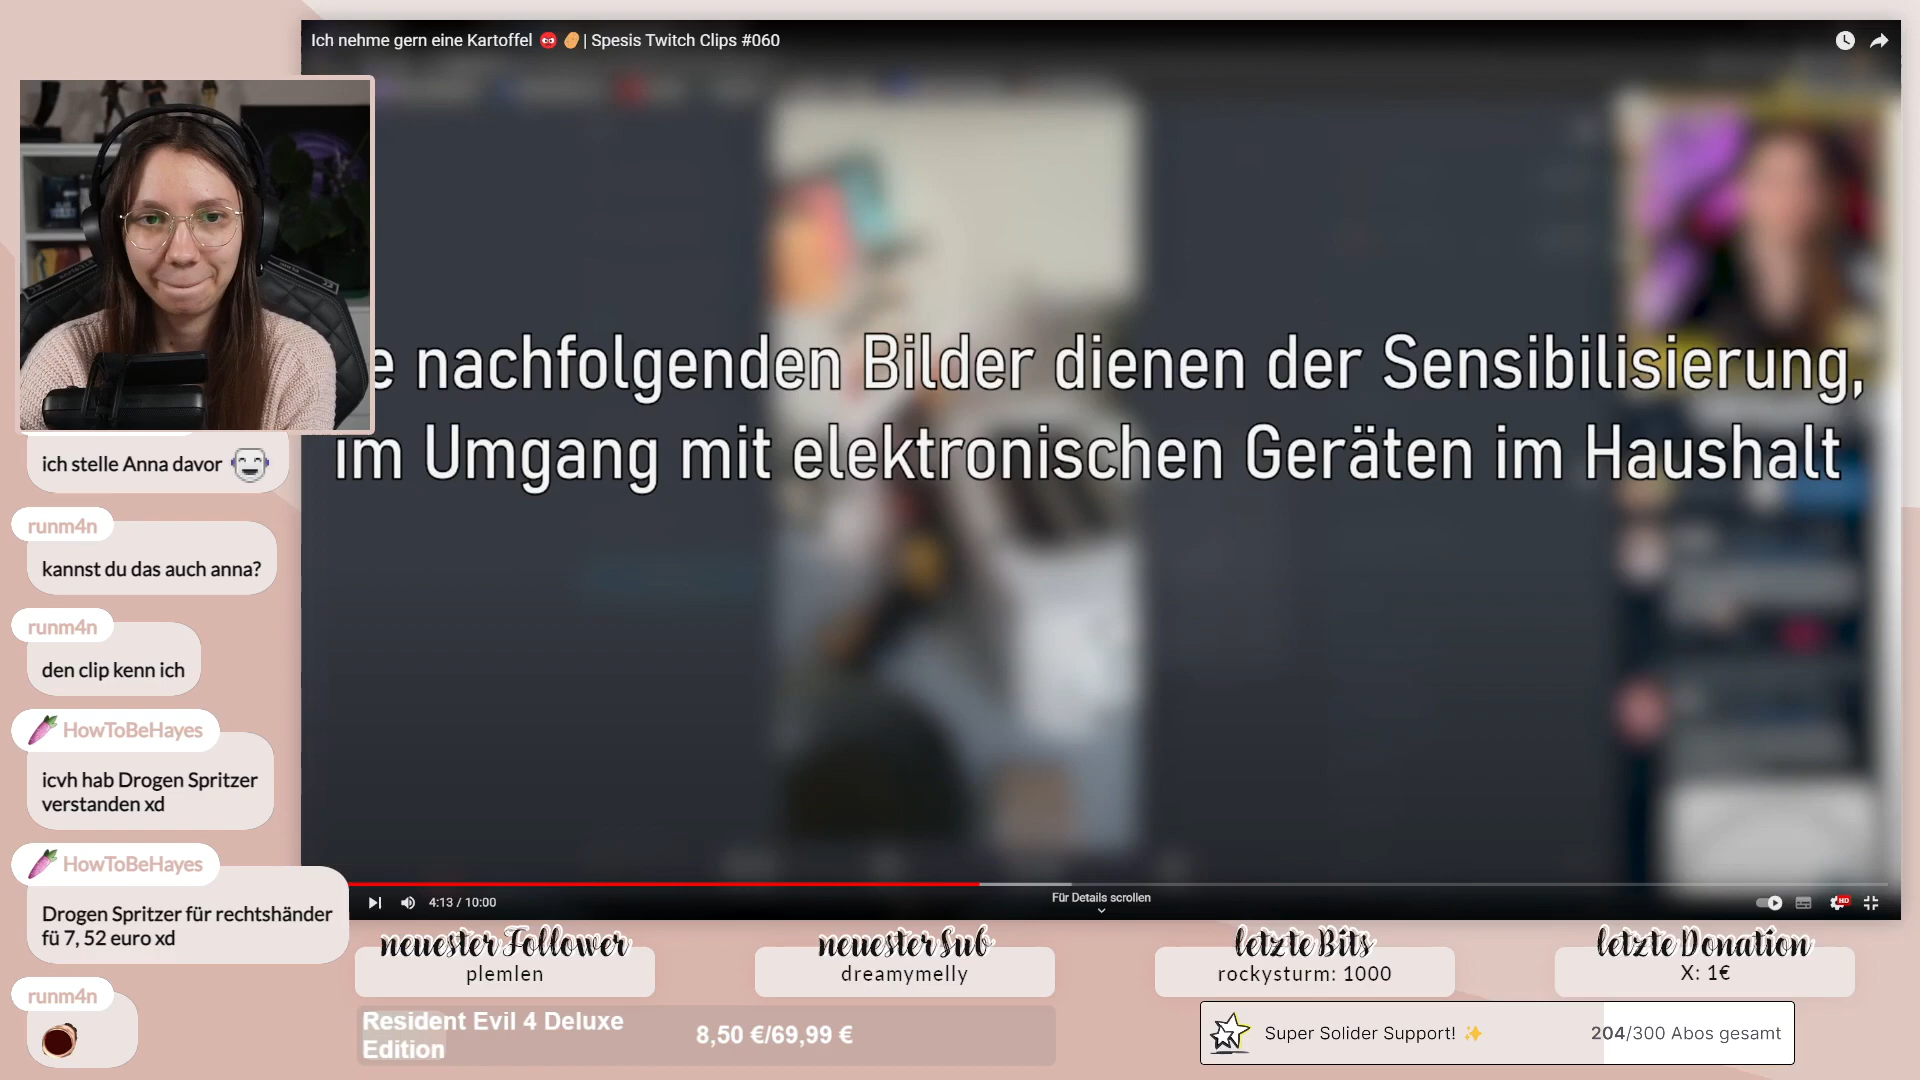 Ich nehme gern eine Kartoffel | Spesis Twitch Clips #060
e nachfolgenden Bilder dienen der Sensibilisierung,
im Umgang mit elektronischen Geräten im Haushalt
ich stelle Anna davor
runm4n
kannst du das auch anna?
runm4n
den clip kenn ich
HowToBeHayes
icvh hab Drogen Spritzer
verstanden xd
HowToBeHayes
Drogen Spritzer für rechtshänder
fü 7, 52 euro xd
runm4n
4:13 / 10:00
Für Details scrollen
HD
neuester Follower
plemlen
neuester Sub
dreamymelly
letzte Bits
rockysturm: 1000
letzte Donation
X: 1€
Resident Evil 4 Deluxe
Edition
8,50 €/69,99 €
Super Solider Support! ✨
204/300 Abos gesamt